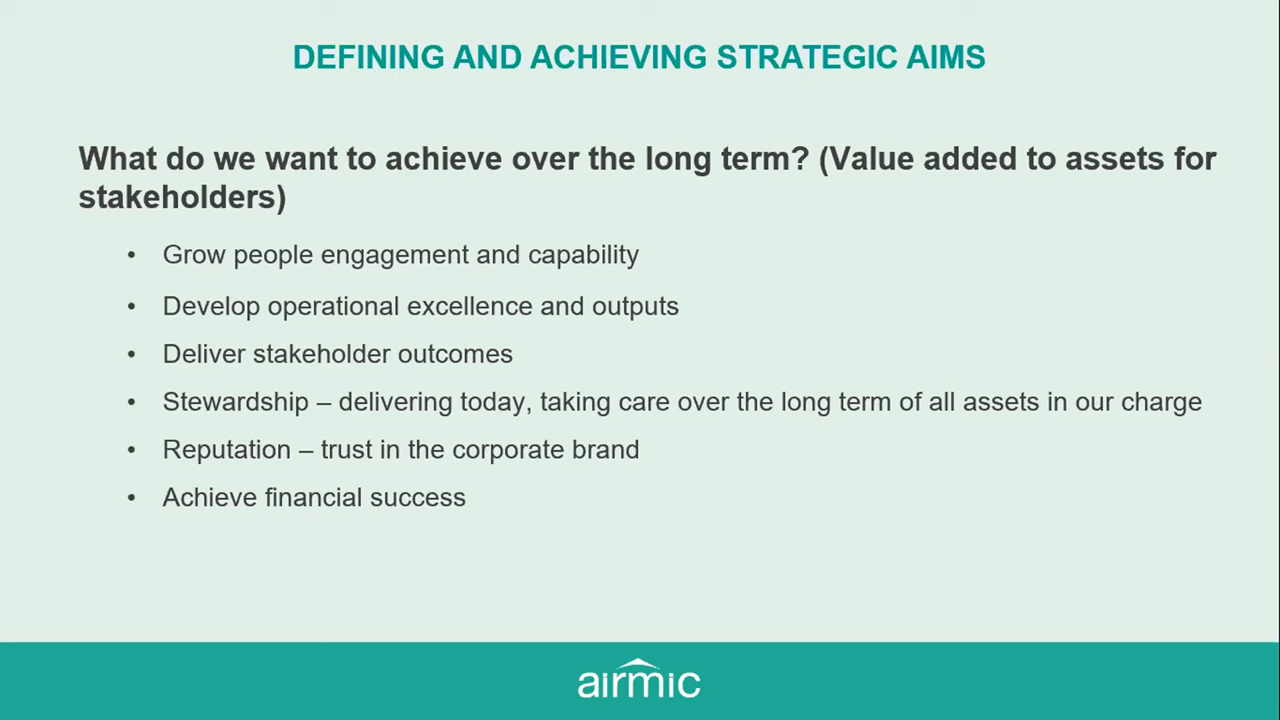 DEFINING AND ACHIEVING STRATEGIC AIMS
What do we want to achieve over the long term? (Value added to assets for
stakeholders)
• Grow people engagement and capability
• Develop operational excellence and outputs
• Deliver stakeholder outcomes
• Stewardship – delivering today, taking care over the long term of all assets in our charge
• Reputation – trust in the corporate brand
• Achieve financial success
airmic